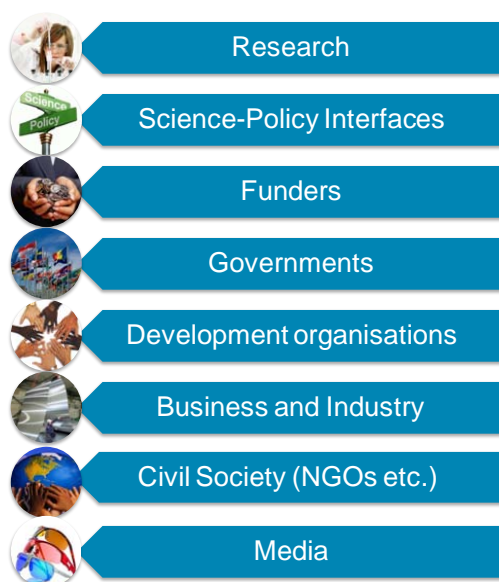 Research
Science
Policy
Science-Policy Interfaces
Funders
Governments
Development organisations
Business and Industry
Civil Society (NGOs etc.)
Media